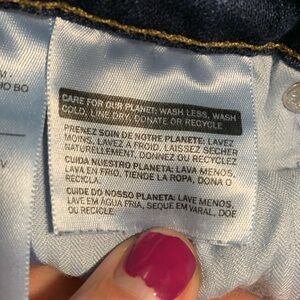 M -
HO BO
V
CARE FOR OUR PLANET: WASH LESS, WASH
COLD, LINE DRY, DONATE OR RECYCLE
PRENEZ SOIN DE NOTRE PLANETE: LAVEZ
MOINS, LAVEZ A FROID, LAISSEZ SECHER
NATURELLEMENT, DONNEZ OU RECYCLEZ
CUIDA NUESTRO PLANETA: LAVA MENOS,
LAVA EN FRIO, TIENDE LA ROPA, DONA O
RECICLA.
CUIDE DO NOSSO PLANETA: LAVE MENOS,
LAVE EM AGUA FRIA, SEQUE EM VARAL, DOE
OU RECICLE